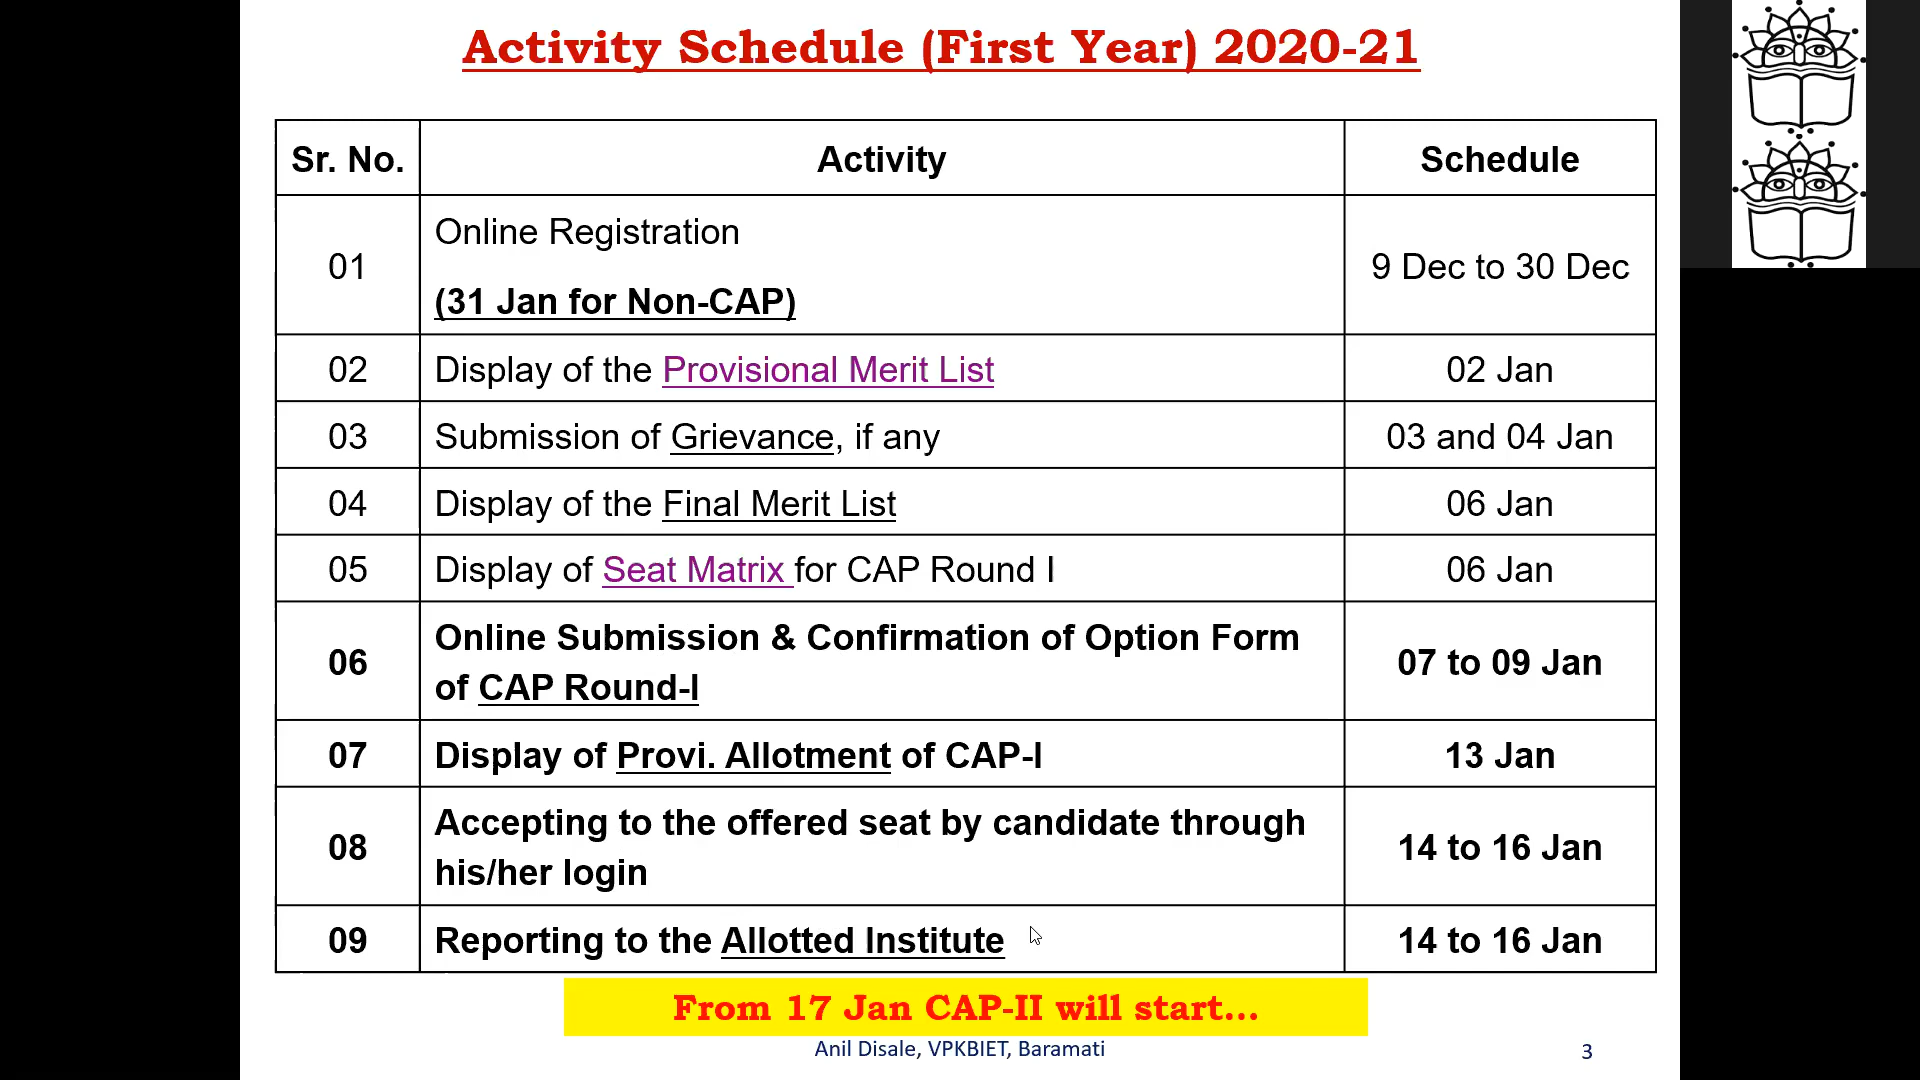 Activity Schedule (First Year) 2020-21
Sr. No. Activity Schedule
01 Online Registration 9 Dec to 30 Dec
(31 Jan for Non-CAP)
02 Display of the Provisional Merit List 02 Jan
03 Submission of Grievance, if any 03 and 04 Jan
04 Display of the Final Merit List 06 Jan
05 Display of Seat Matrix for CAP Round I 06 Jan
06 Online Submission & Confirmation of Option Form 07 to 09 Jan
of CAP Round-I
07 Display of Provi. Allotment of CAP-I 13 Jan
08 Accepting to the offered seat by candidate through 14 to 16 Jan
his/her login
09 Reporting to the Allotted Institute 14 to 16 Jan
From 17 Jan CAP-II will start...
Anil Disale, VPKBIET, Baramati 3